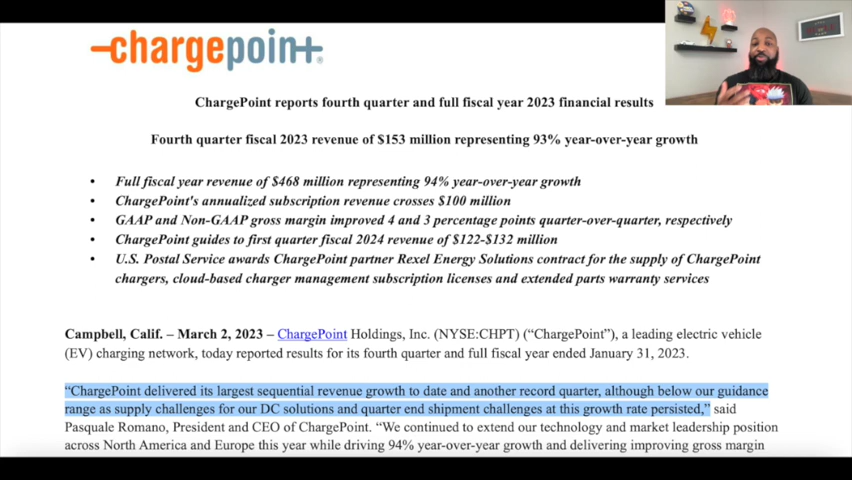 -chargepoin+
ChargePoint reports fourth quarter and full fiscal year 2023 financial results
Fourth quarter fiscal 2023 revenue of $153 million representing 93% year-over-year growth
• Full fiscal year revenue of $468 million representing 94% year-over-year growth
• ChargePoint's annualized subscription revenue crosses $100 million
• GAAP and Non-GAAP gross margin improved 4 and 3 percentage points quarter-over-quarter, respectively
• ChargePoint guides to first quarter fiscal 2024 revenue of $122-$132 million
• U.S. Postal Service awards ChargePoint partner Rexel Energy Solutions contract for the supply of ChargePoint
chargers, cloud-based charger management subscription licenses and extended parts warranty services
Campbell, Calif. – March 2, 2023 – ChargePoint Holdings, Inc. (NYSE:CHPT) (“ChargePoint”), a leading electric vehicle
(EV) charging network, today reported results for its fourth quarter and full fiscal year ended January 31, 2023.
“ChargePoint delivered its largest sequential revenue growth to date and another record quarter, although below our guidance
range as supply challenges for our DC solutions and quarter end shipment challenges at this growth rate persisted,” said
Pasquale Romano, President and CEO of ChargePoint. “We continued to extend our technology and market leadership position
across North America and Europe this year while driving 94% year-over-year growth and delivering improving gross margin